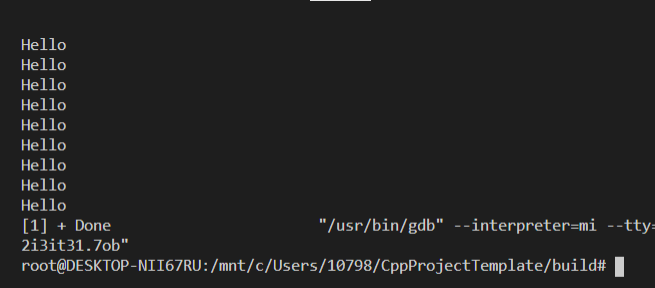 Hello
Hello
Hello
Hello
Hello
Hello
Hello
Hello
Hello
[1] + Done "/usr/bin/gdb" --interpreter=mi --tty=
2i3it31.7ob"
root@DESKTOP-NII67RU:/mnt/c/Users/10798/CppProjectTemplate/build#